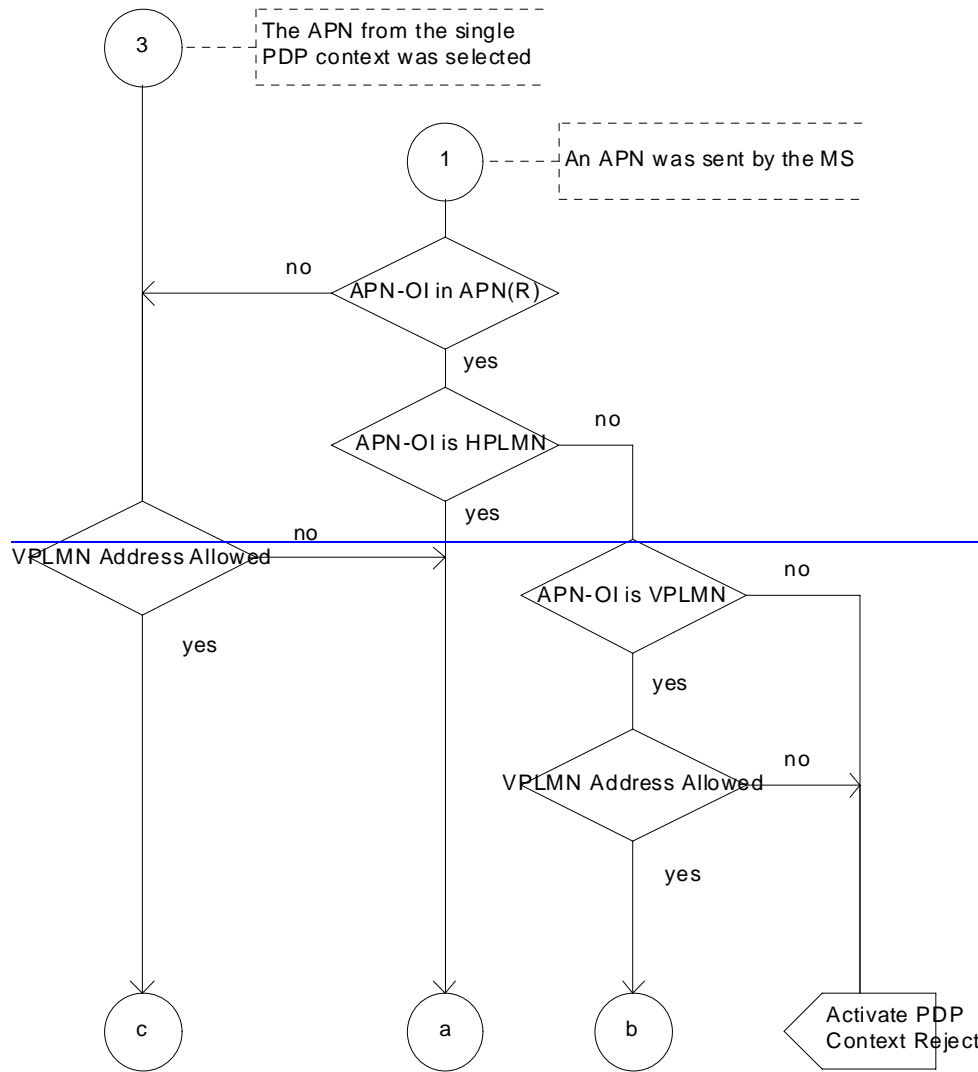 3
The APN from the single
PDP context was selected
1
An APN was sent by the MS
no
APN-OI in APN(R)
yes
no
APN-OI is HPLMN
yes
no
VPLMN Address Allowed
no
APN-OI is VPLMN
yes
yes
no
VPLMN Address Allowed
yes
c
a
b
Activate PDP
Context Reject